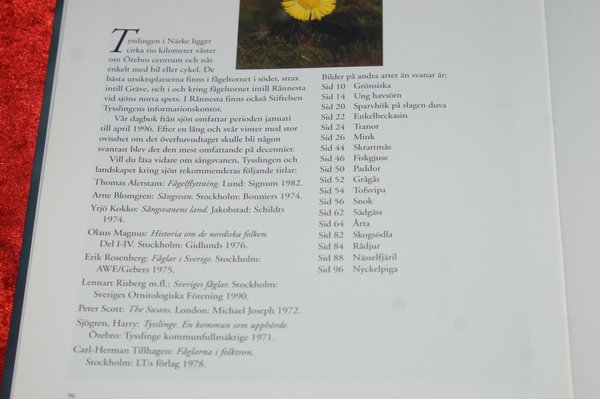 Tysslingen i Närke ligger
cirka tio kilometer väster
om Örebro centrum och nås
enkelt med bil eller cykel. De
bästa utsiktsplatserna finns i fågeltornet i söder, strax
intill Gräve, och i och kring fågeltornet intill Rånnesta
vid sjöns norra spets. I Rånnesta finns också Stiftelsen
Tysslingens informationskontor.
Vår dagbok från sjön omfattar perioden januari
till april 1996. Efter en lång och svår vinter med stor
ovisshet om det överhuvudtaget skulle bli någon
svanrast blev det den mest omfattande på decennier.
Vill du läsa vidare om sångsvanen, Tysslingen och
landskapet kring sjön rekommenderas följande titlar:
Thomas Alerstam: Fågelflyttning. Lund: Signum 1982.
Arne Blomgren: Sångsvan. Stockholm: Bonniers 1974.
Yrjö Kokko: Sångsvanens land. Jakobstad: Schildts
1974.
Olaus Magnus: Historia om de nordiska folken.
Del I-IV. Stockholm: Gidlunds 1976.
Erik Rosenberg: Fåglar i Sverige. Stockholm:
AWE/Gebers 1975.
Lennart Risberg m.fl.: Sveriges fåglar. Stockholm:
Sveriges Ornitologiska Förening 1990.
Peter Scott: The Swans. London: Michael Joseph 1972.
Sjögren, Harry: Tysslinge. En kommun som upphörde.
Örebro: Tysslinge kommunfullmäktige 1971.
Carl-Herman Tillhagen: Fåglarna i folktron.
Stockholm: LT:s förlag 1978.
96
Bilder på andra arter än svanar är:
Sid 10 Grönsiska
Sid 14 Ung havsörn
Sid 20 Sparvhök på slagen duva
Sid 22 Enkelbeckasin
Sid 24 Tranor
Sid 26 Mink
Sid 44 Skrattmås
Sid 46 Fiskgjuse
Sid 50 Paddor
Sid 52 Grågås
Sid 54 Tofsvipa
Sid 56 Snok
Sid 62 Sädgäss
Sid 64 Årta
Sid 82 Skogsödla
Sid 84 Rådjur
Sid 88 Nässelfjäril
Sid 96 Nyckelpiga